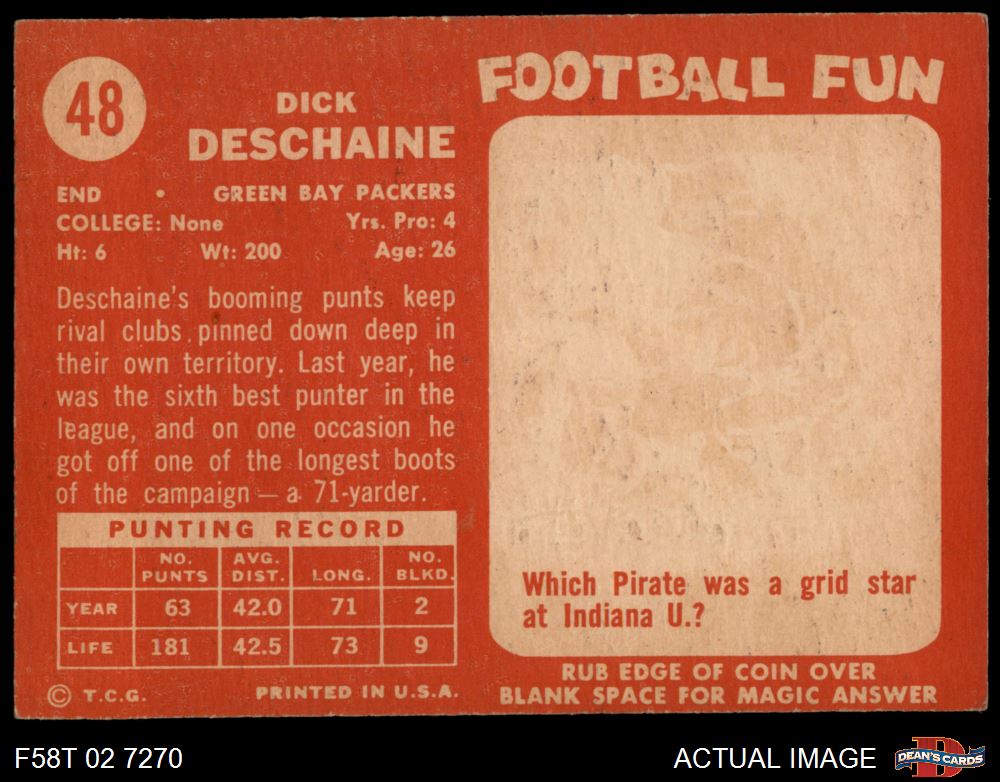 48
DICK
DESCHAINE
END • GREEN BAY PACKERS
COLLEGE: None Yrs. Pro: 4
Ht: 6 Wt: 200 Age: 26
Deschaine's booming punts keep
rival clubs pinned down deep in
their own territory. Last year, he
was the sixth best punter in the
league, and on one occasion he
got off one of the longest boots
of the campaign — a 71-yarder.
PUNTING RECORD
NO. PUNTS AVG. DIST. LONG. NO. BLKD.
YEAR 63 42.0 71 2
LIFE 181 42.5 73 9
© T.C.G. PRINTED IN U.S.A.
FOOTBALL FUN
Which Pirate was a grid star
at Indiana U.?
RUB EDGE OF COIN OVER
BLANK SPACE FOR MAGIC ANSWER
F58T 02 7270
ACTUAL IMAGE
D
DEAN'S CARDS